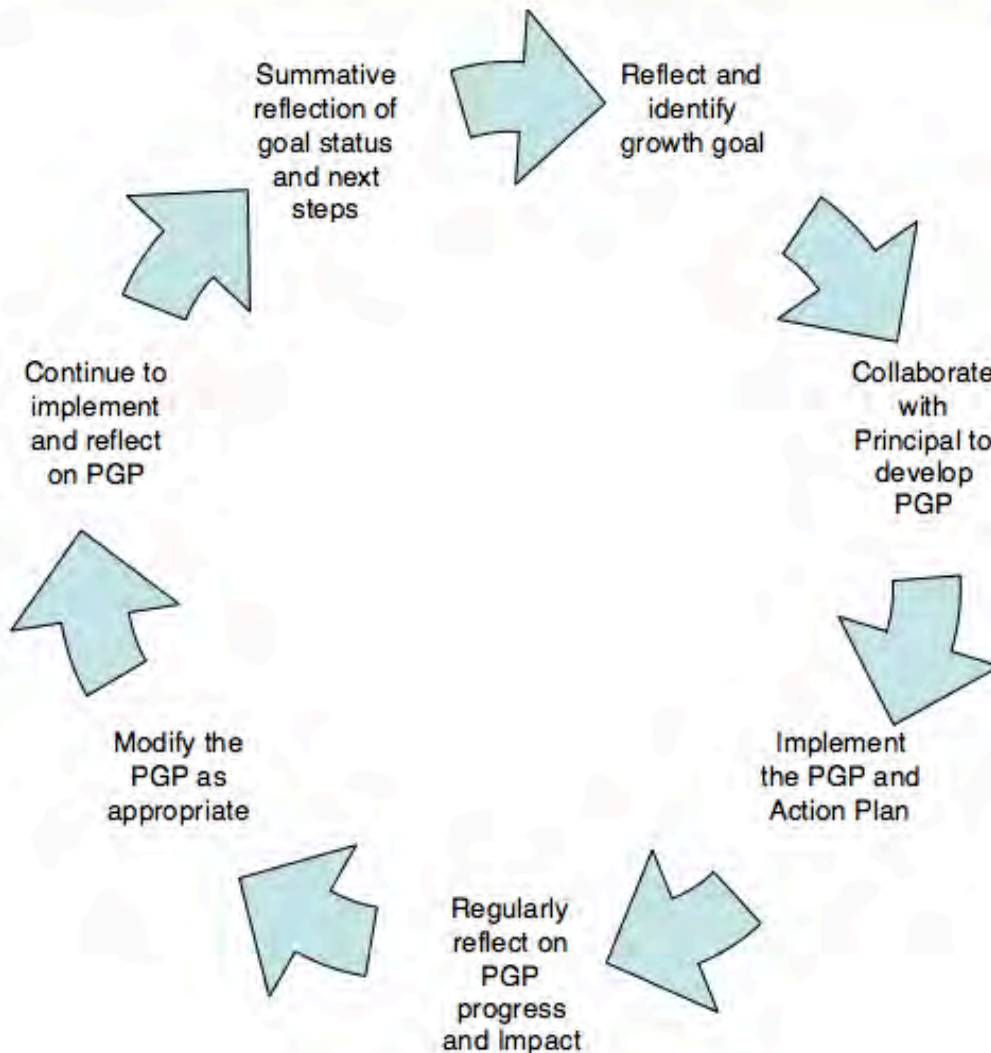 Summative
reflection of
goal status
and next
steps
Reflect and
identify
growth goal
Collaborate
with
Principal to
develop
PGP
Implement
the PGP and
Action Plan
Regularly
reflect on
PGP
progress
and Impact
Modify the
PGP as
appropriate
Continue to
implement
and reflect
on PGP